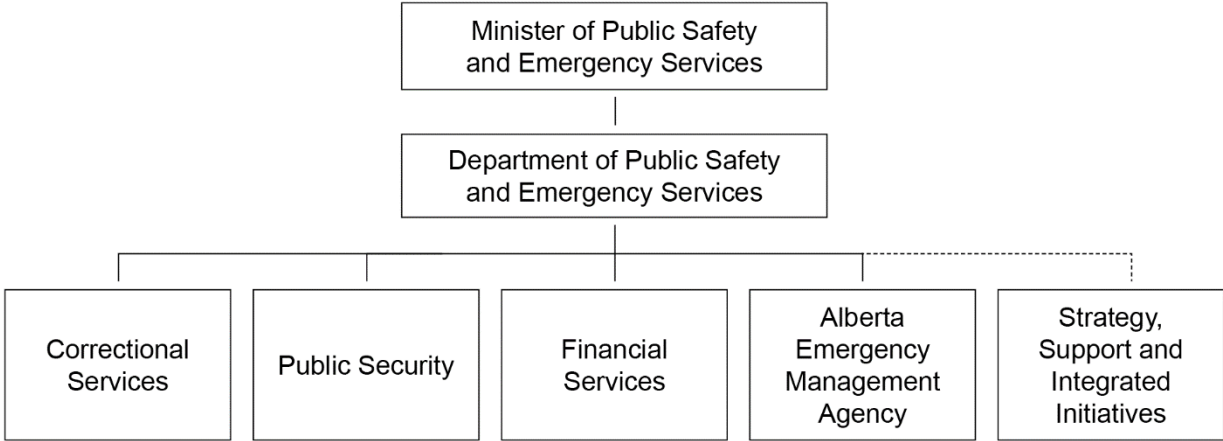 Minister of Public Safety
and Emergency Services
Department of Public Safety
and Emergency Services
Correctional
Services
Public Security
Financial
Services
Alberta
Emergency
Management
Agency
Strategy,
Support and
Integrated
Initiatives